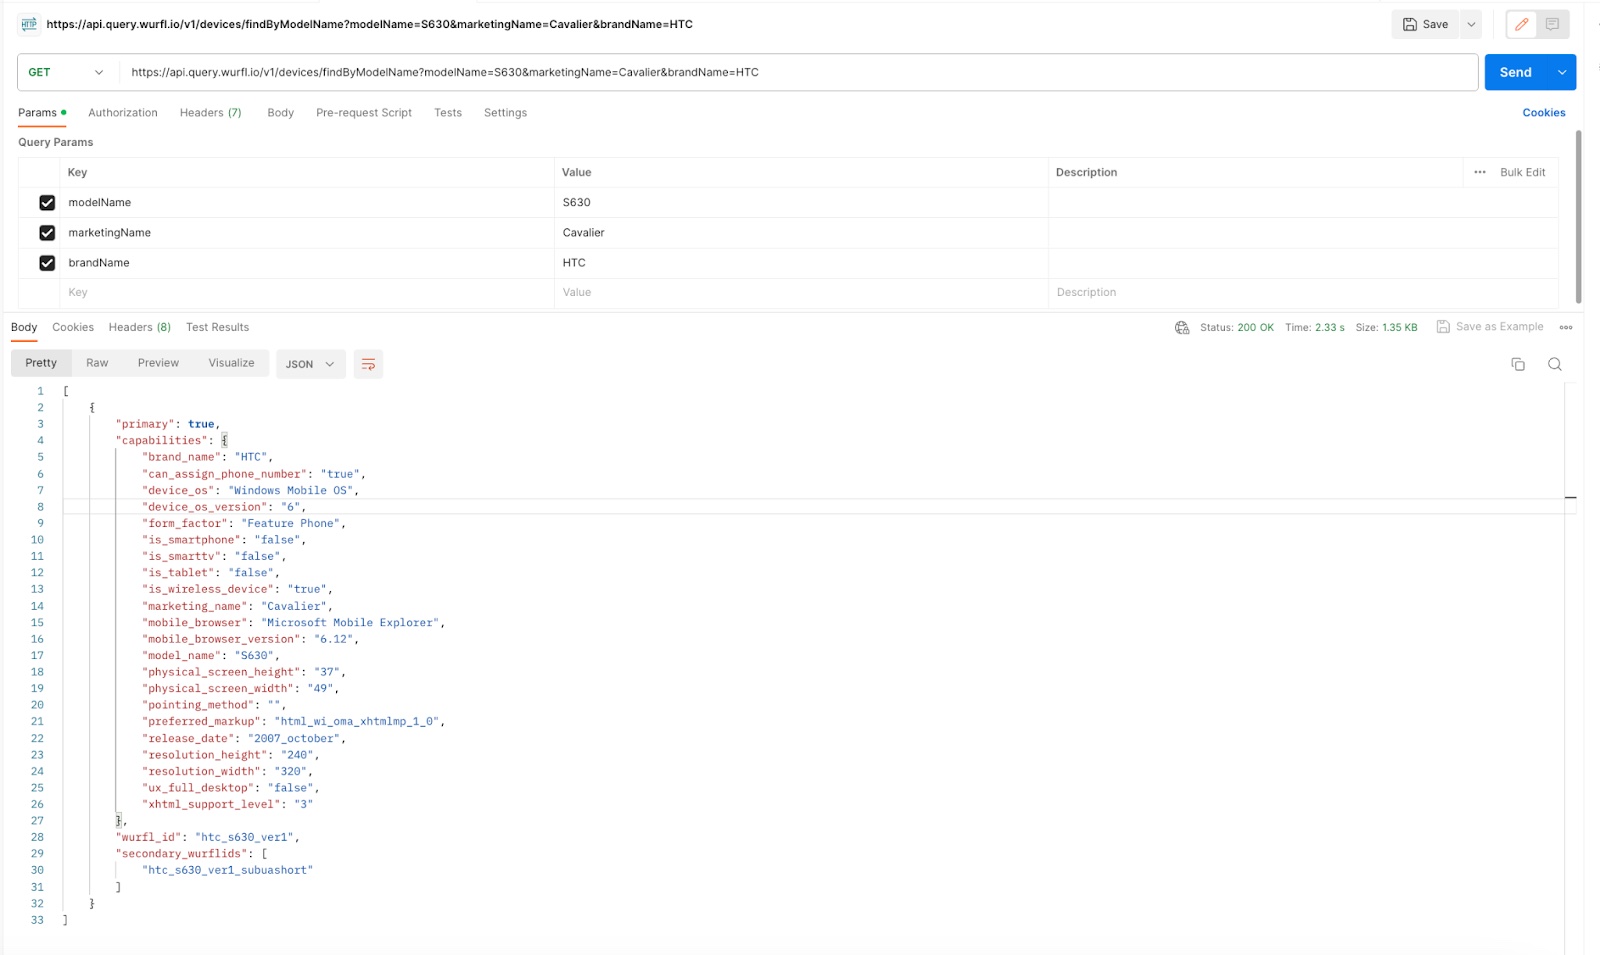 HTTP https://api.query.wurfl.io/v1/devices/findByModelName?modelName=S630&marketingName=Cavalier&brandName=HTC Save
GET https://api.query.wurfl.io/v1/devices/findByModelName?modelName=S630&marketingName=Cavalier&brandName=HTC Send
Params Authorization Headers (7) Body Pre-request Script Tests Settings Cookies
Query Params
Key Value Description ••• Bulk Edit
modelName S630
marketingName Cavalier
brandName HTC
Key Value Description
Body Cookies Headers (8) Test Results Status: 200 OK Time: 2.33 s Size: 1.35 KB Save as Example
Pretty Raw Preview Visualize JSON
1 [
2 {
3 "primary": true,
4 "capabilities": {
5 "brand_name": "HTC",
6 "can_assign_phone_number": "true",
7 "device_os": "Windows Mobile OS",
8 "device_os_version": "6",
9 "form_factor": "Feature Phone",
10 "is_smartphone": "false",
11 "is_smarttv": "false",
12 "is_tablet": "false",
13 "is_wireless_device": "true",
14 "marketing_name": "Cavalier",
15 "mobile_browser": "Microsoft Mobile Explorer",
16 "mobile_browser_version": "6.12",
17 "model_name": "S630",
18 "physical_screen_height": "37",
19 "physical_screen_width": "49",
20 "pointing_method": "",
21 "preferred_markup": "html_wi_oma_xhtmlmp_1_0",
22 "release_date": "2007_october",
23 "resolution_height": "240",
24 "resolution_width": "320",
25 "ux_full_desktop": "false",
26 "xhtml_support_level": "3"
27 },
28 "wurfl_id": "htc_s630_ver1",
29 "secondary_wurflids": [
30 "htc_s630_ver1_subuashort"
31 ]
32 }
33 ]